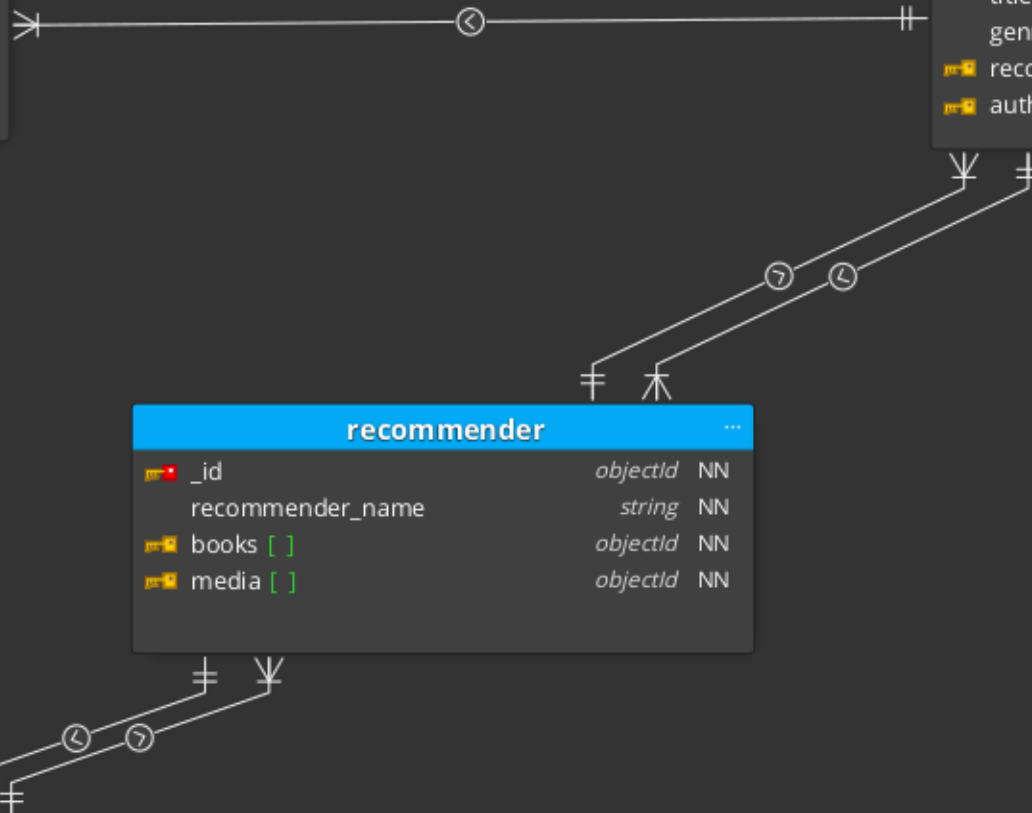 recommender ...
_id objectId NN
recommender_name string NN
books [ ] objectId NN
media [ ] objectId NN